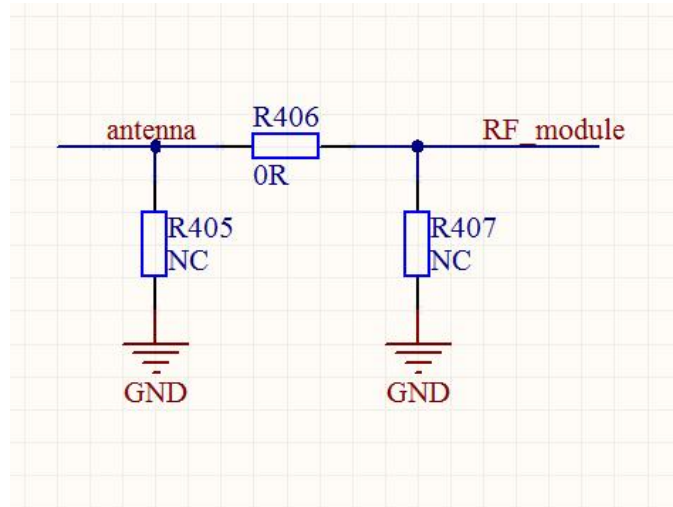 R406
antenna
RF_module
0R
R405
NC
R407
NC
GND
GND